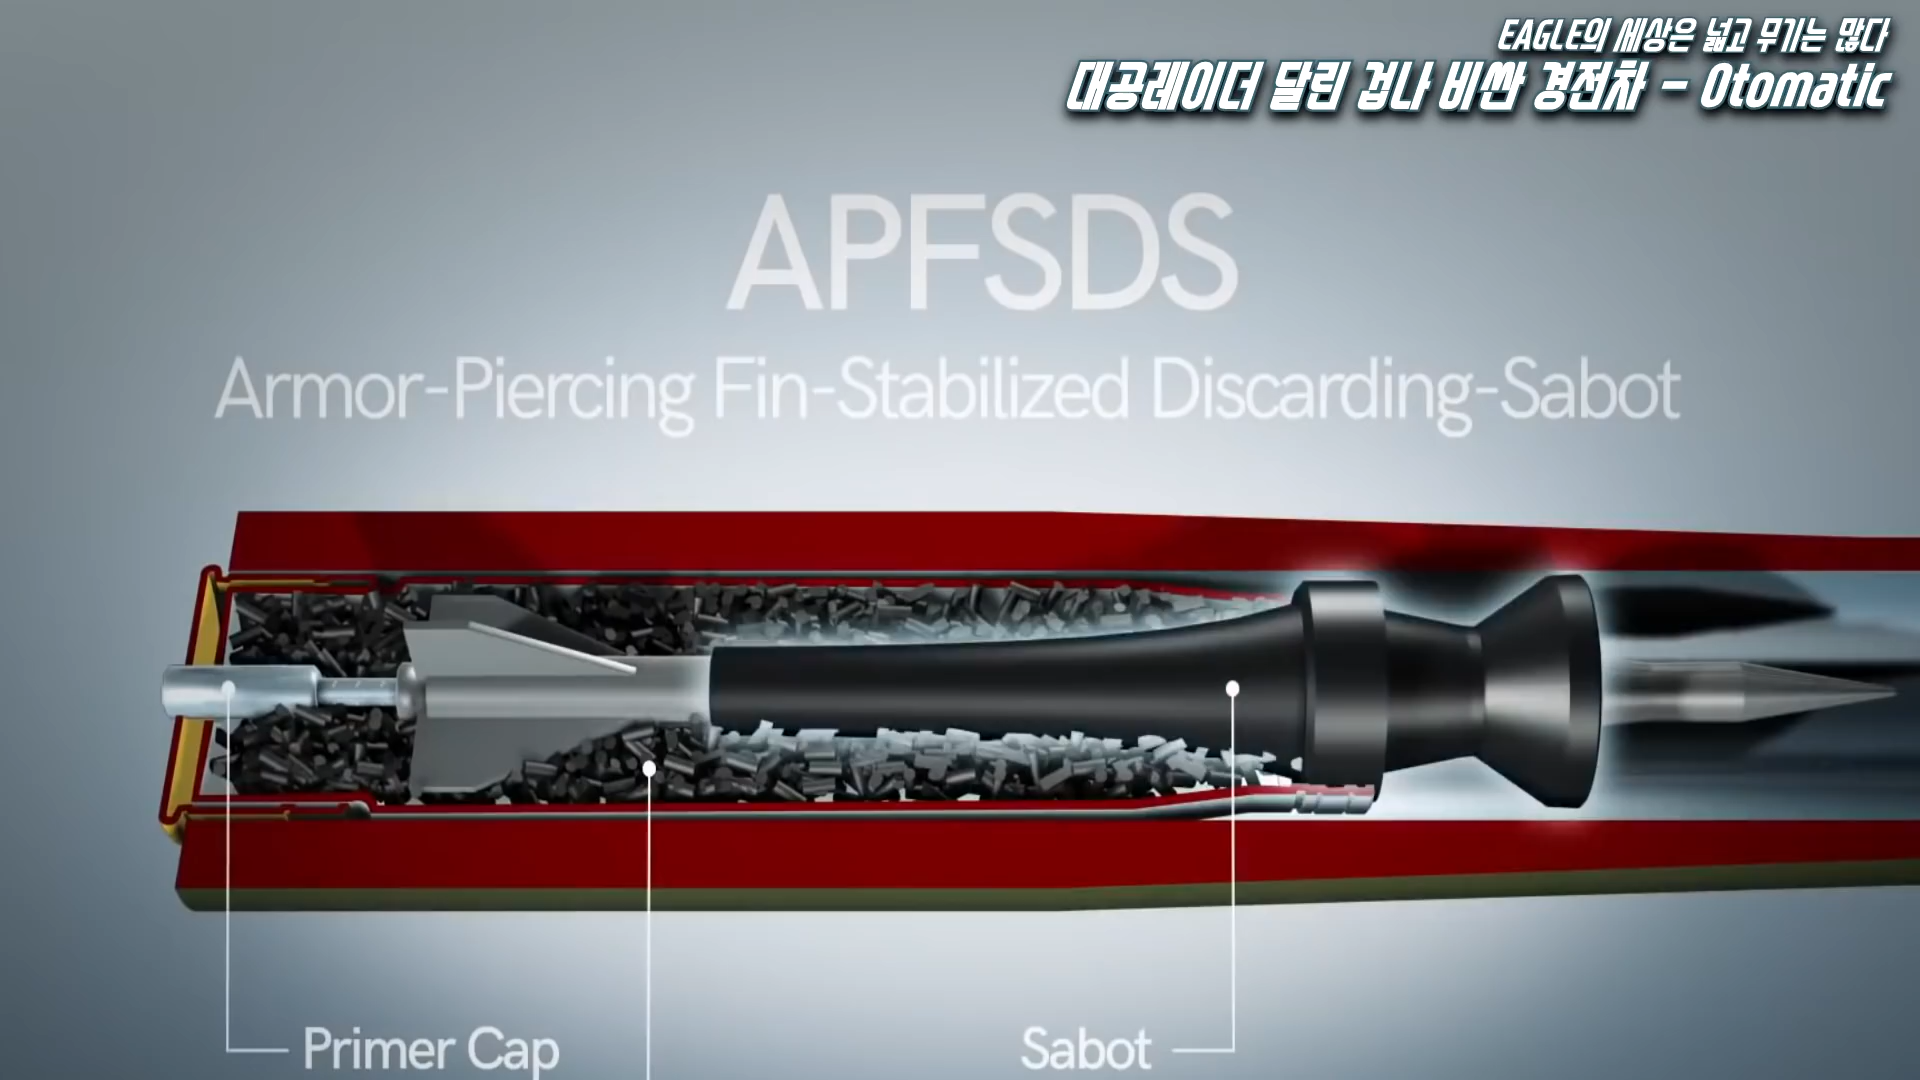 EAGLE의 세상은 넓고 무기는 많다
대공레이더 달린 겁나 비싼 경전차 - Otomatic
APFSDS
Armor-Piercing Fin-Stabilized Discarding-Sabot
Primer Cap
Sabot